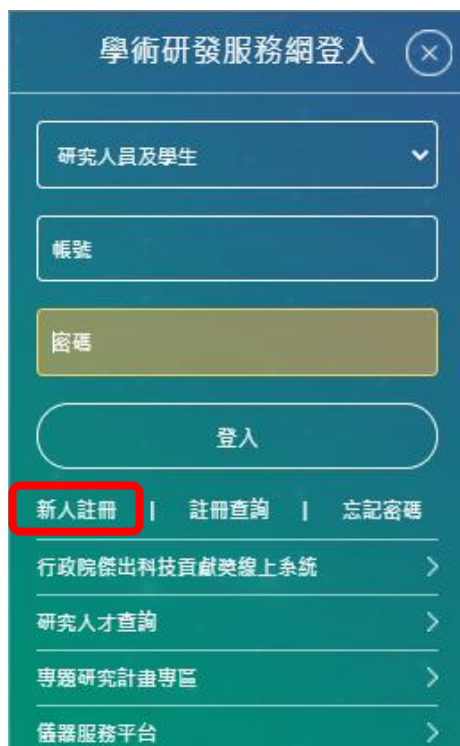 學術研發服務網登入
研究人員及學生
帳號
密碼
登入
新人註冊 | 註冊查詢 | 忘記密碼
行政院傑出科技貢獻獎線上系統
研究人才查詢
專題研究計畫專區
儀器服務平台